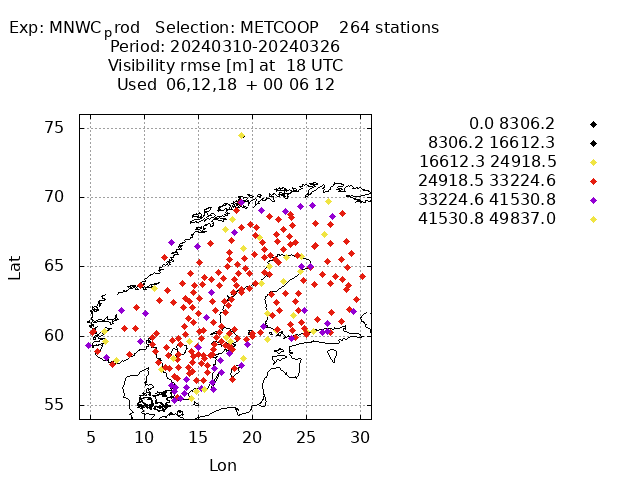 Exp: MNWC_prod   Selection: METCOOP    264 stations
Period: 20240310-20240326
Visibility rmse [m] at  18 UTC
Used  06,12,18  + 00 06 12
0.0 8306.2
8306.2 16612.3
16612.3 24918.5
24918.5 33224.6
33224.6 41530.8
41530.8 49837.0
75
70
65
60
55
Lat
5 10 15 20 25 30
Lon